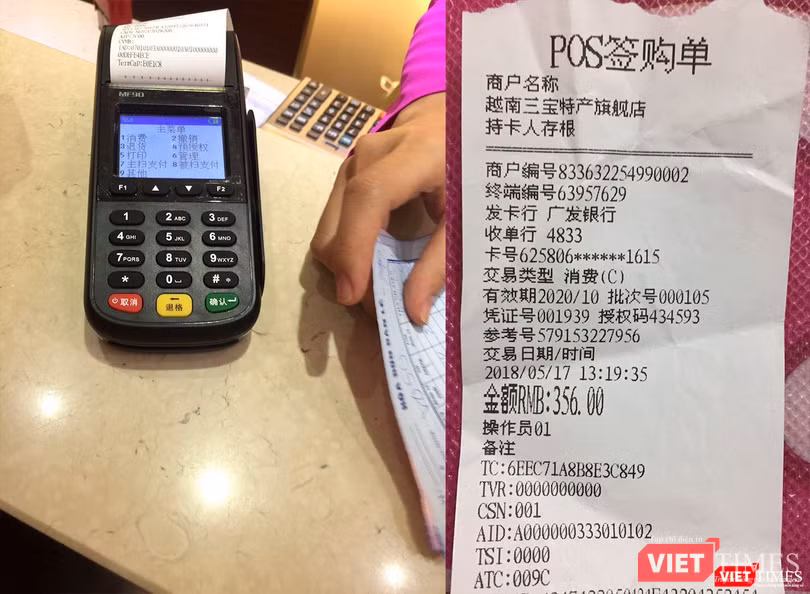 TermCap:E0E1C8
MF90
主菜单
1消费 2撤销
3退货 4预授权
5打印 6管理
7主扫支付 8被扫支付
9其他
F1 ▲ ▼ F2
1 2 ABC 3 DEF
4 GHI 5 JKL 6 MNO
7 PQRS 8 TUV 9 WXYZ
* 0 #
取消 退格 确认
POS签购单
商户名称
越南三宝特产旗舰店
持卡人存根
商户编号833632254990002
终端编号63957629
发卡行 广发银行
收单行 4833
卡号625806******1615
交易类型 消费(C)
有效期2020/10 批次号000105
凭证号001939 授权码434593
参考号579153227956
交易日期/时间
2018/05/17 13:19:35
金额RMB:356.00
操作员01
备注
TC:6FEC71A8B8E3C849
TVR:0000000000
CSN:001
AID:A000000333010102
TSI:0000
ATC:009C
Tạp chí điện tử
VIETTIMES
VIETTIMES